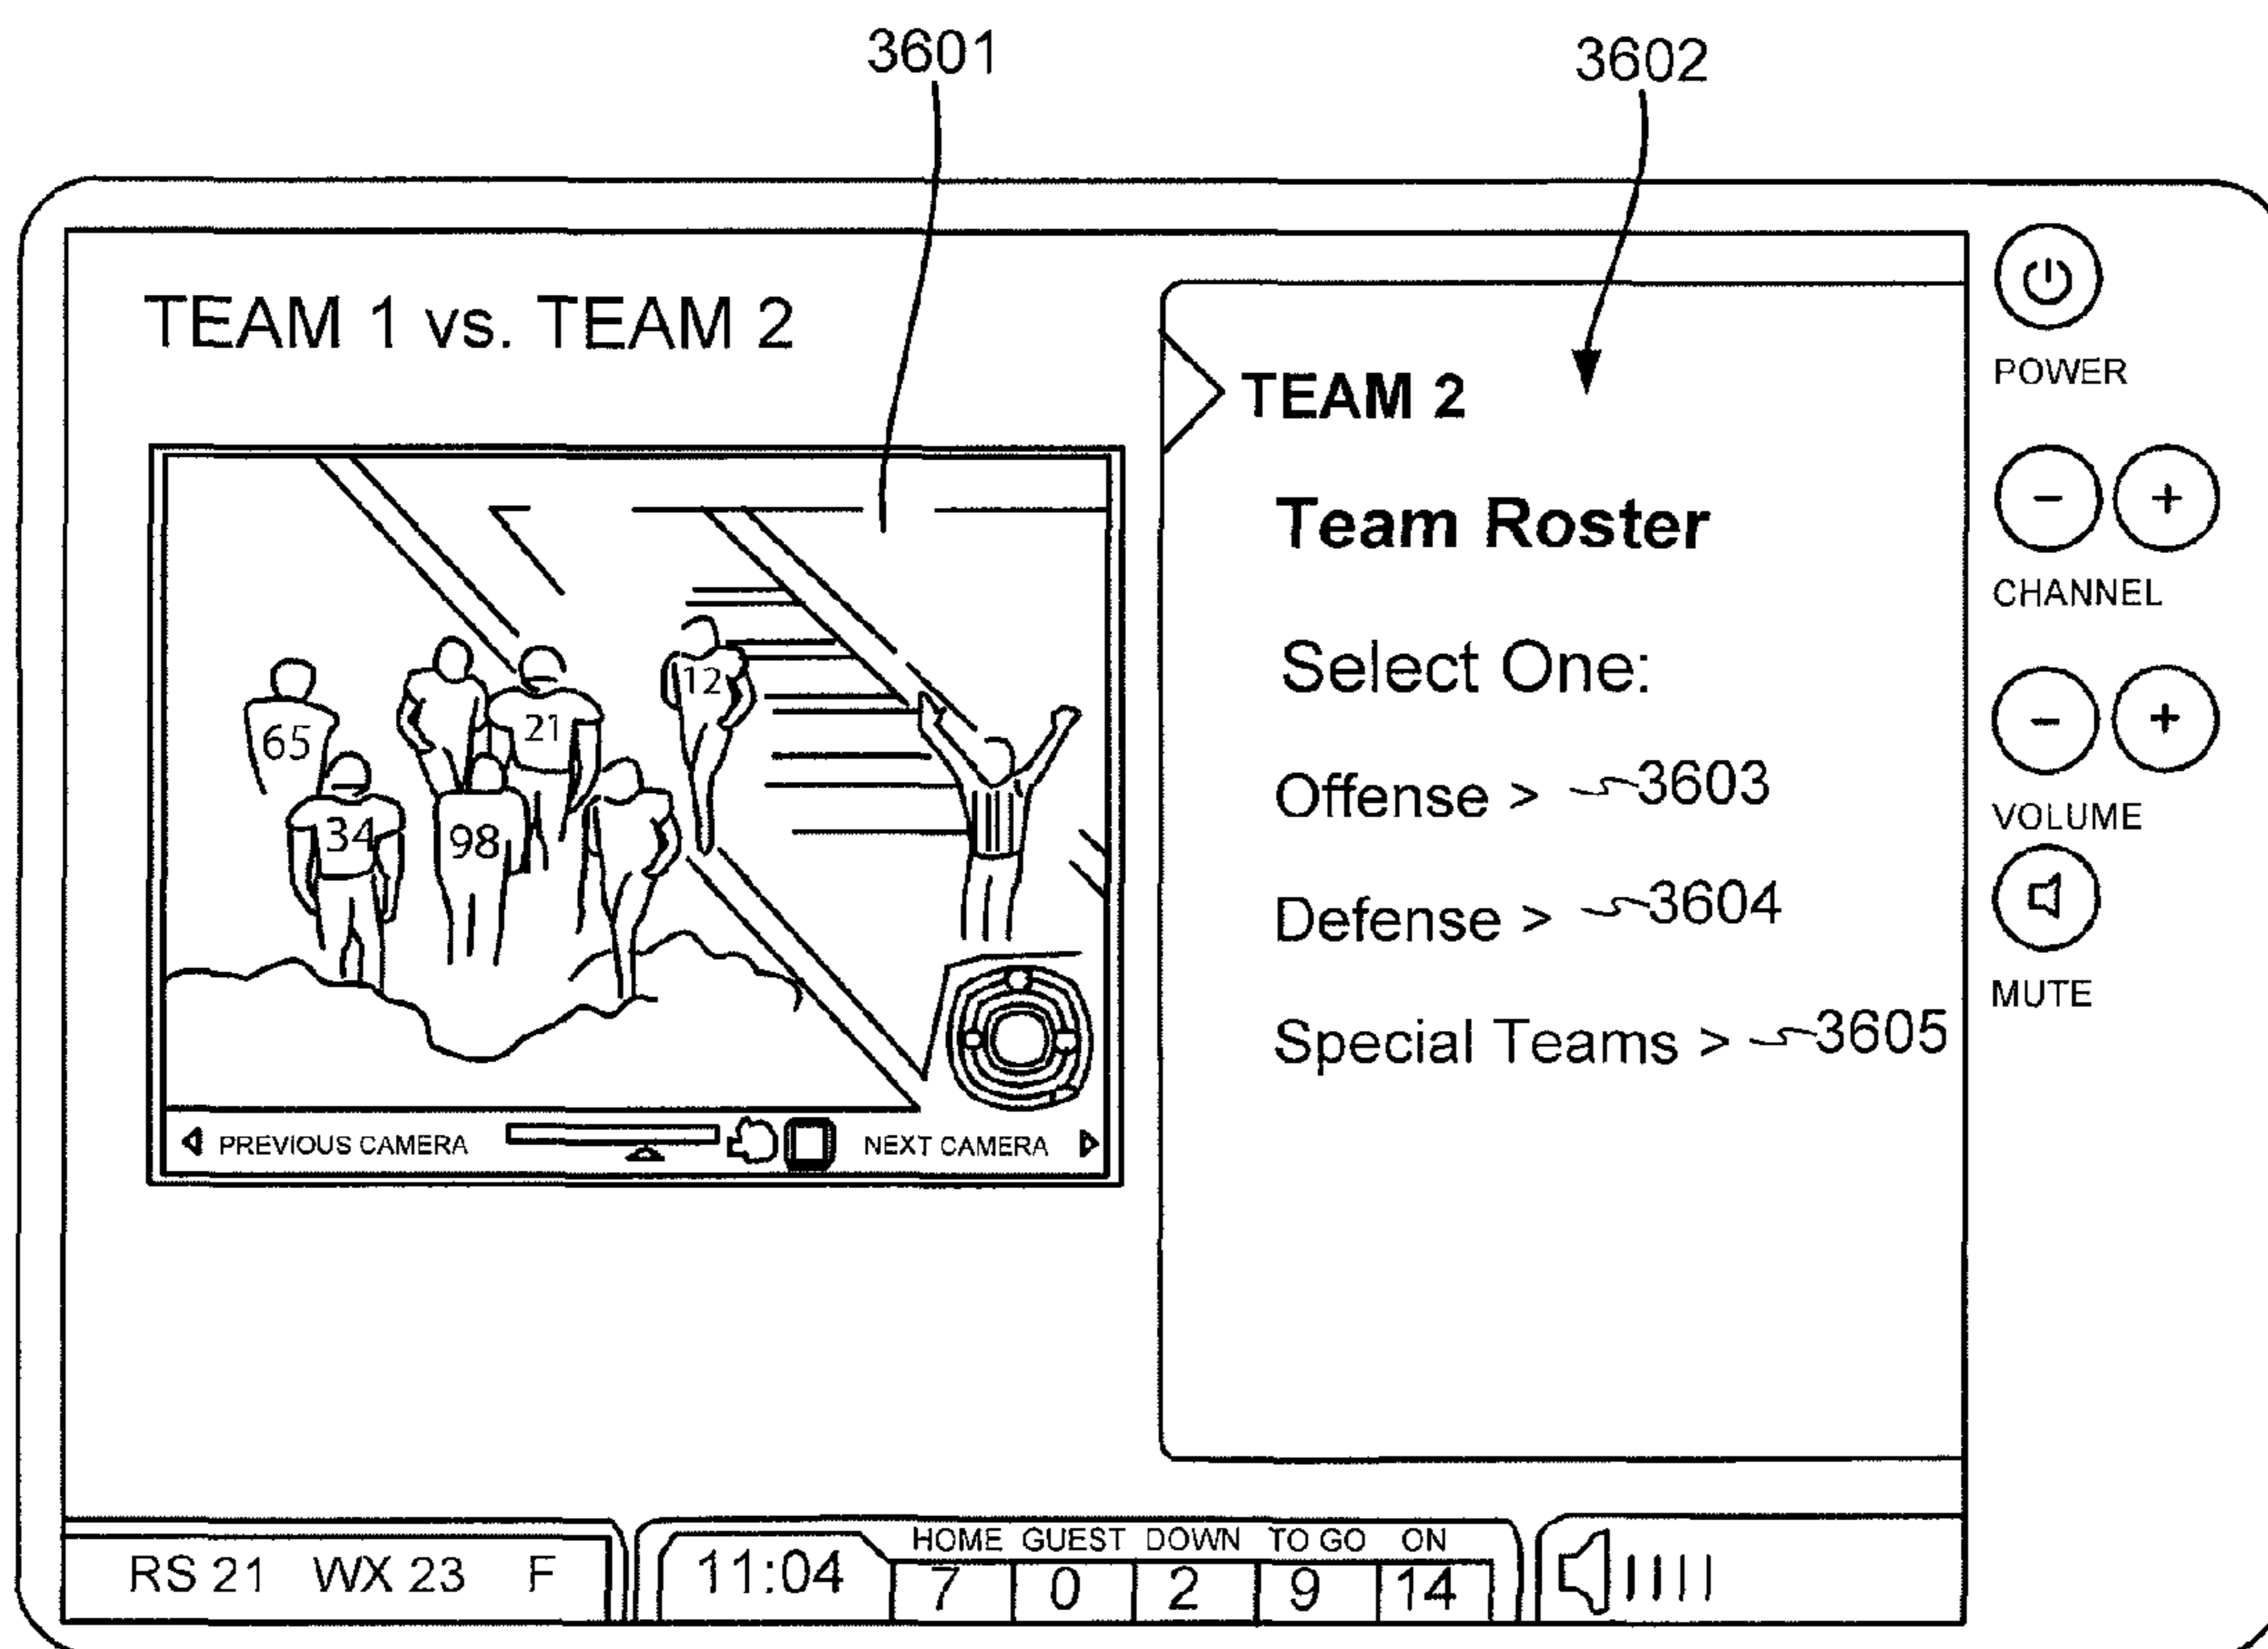 3601
3602
TEAM 1 vs. TEAM 2
TEAM 2
Team Roster
Select One:
Offense > 3603
Defense > 3604
Special Teams > 3605
65
21
12
34
98
PREVIOUS CAMERA
NEXT CAMERA
POWER
− +
CHANNEL
− +
VOLUME
MUTE
RS 21 WX 23 F
11:04
HOME GUEST DOWN TO GO ON
7 0 2 9 14